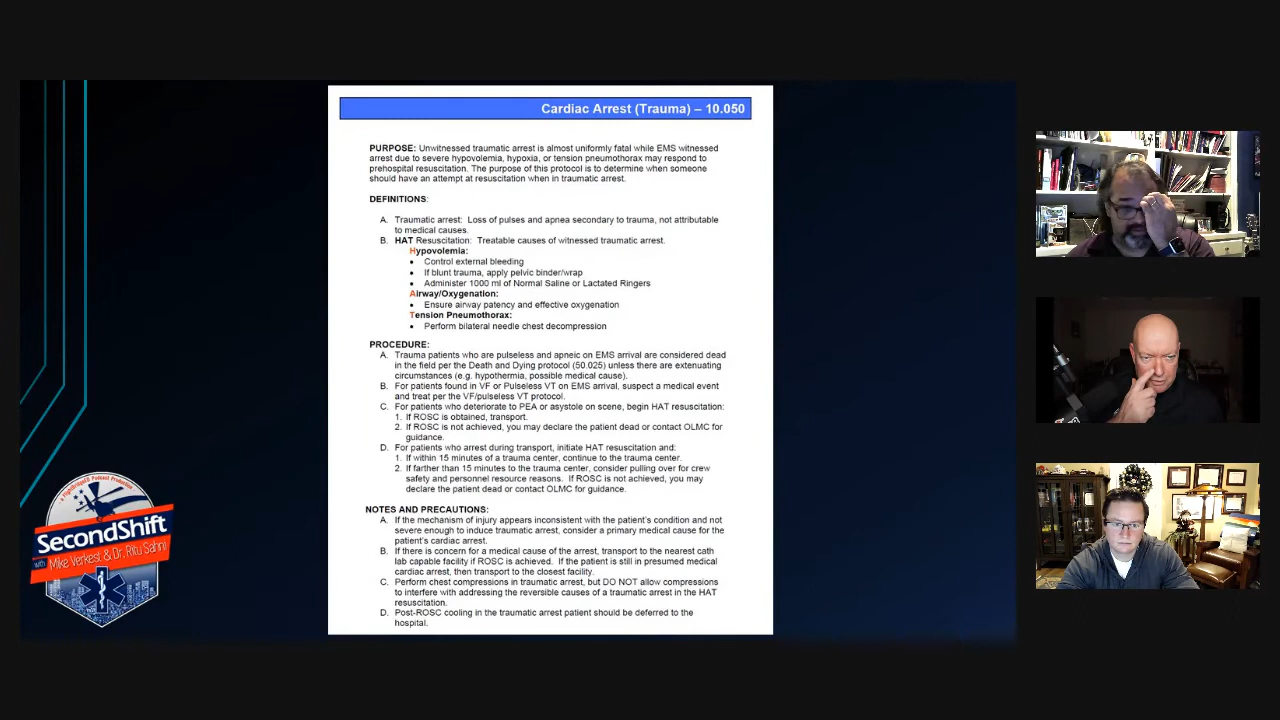 Cardiac Arrest (Trauma) – 10.050
PURPOSE: Unwitnessed traumatic arrest is almost uniformly fatal while EMS witnessed
arrest due to severe hypovolemia, hypoxia, or tension pneumothorax may respond to
prehospital resuscitation. The purpose of this protocol is to determine when someone
should have an attempt at resuscitation when in traumatic arrest.
DEFINITIONS:
A. Traumatic arrest: Loss of pulses and apnea secondary to trauma, not attributable
to medical causes.
B. HAT Resuscitation: Treatable causes of witnessed traumatic arrest.
Hypovolemia:
• Control external bleeding
• If blunt trauma, apply pelvic binder/wrap
• Administer 1000 ml of Normal Saline or Lactated Ringers
Airway/Oxygenation:
• Ensure airway patency and effective oxygenation
Tension Pneumothorax:
• Perform bilateral needle chest decompression
PROCEDURE:
A. Trauma patients who are pulseless and apneic on EMS arrival are considered dead
in the field per the Death and Dying protocol (50.025) unless there are extenuating
circumstances (e.g. hypothermia, possible medical cause).
B. For patients found in VF or Pulseless VT on EMS arrival, suspect a medical event
and treat per the VF/pulseless VT protocol.
C. For patients who deteriorate to PEA or asystole on scene, begin HAT resuscitation:
1. If ROSC is obtained, transport.
2. If ROSC is not achieved, you may declare the patient dead or contact OLMC for
guidance.
D. For patients who arrest during transport, initiate HAT resuscitation and:
1. If within 15 minutes of a trauma center, continue to the trauma center.
2. If farther than 15 minutes to the trauma center, consider pulling over for crew
safety and personnel resource reasons. If ROSC is not achieved, you may
declare the patient dead or contact OLMC for guidance.
NOTES AND PRECAUTIONS:
A. If the mechanism of injury appears inconsistent with the patient's condition and not
severe enough to induce traumatic arrest, consider a primary medical cause for the
patient's cardiac arrest.
B. If there is concern for a medical cause of the arrest, transport to the nearest cath
lab capable facility if ROSC is achieved. If the patient is still in presumed medical
cardiac arrest, then transport to the closest facility.
C. Perform chest compressions in traumatic arrest, but DO NOT allow compressions
to interfere with addressing the reversible causes of a traumatic arrest in the HAT
resuscitation.
D. Post-ROSC cooling in the traumatic arrest patient should be deferred to the
hospital.
SecondShift
with Mike Verkest & Dr. Ritu Sahni